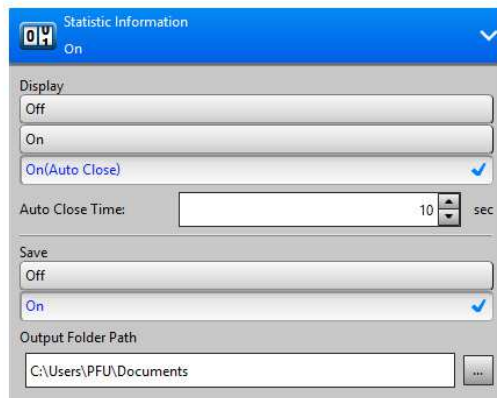 Statistic Information
On
Display
Off
On
On(Auto Close)
Auto Close Time: 10 sec
Save
Off
On
Output Folder Path
C:\Users\PFU\Documents ...